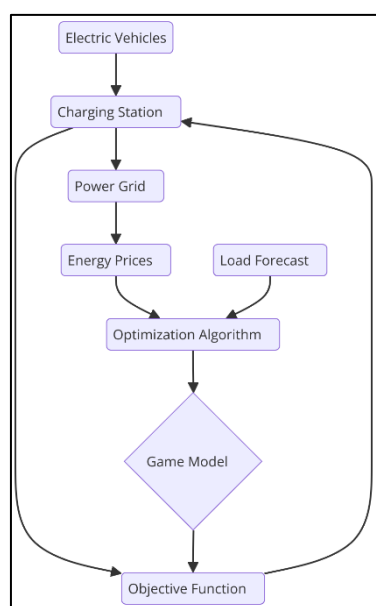 Electric Vehicles
Charging Station
Power Grid
Energy Prices
Load Forecast
Optimization Algorithm
Game Model
Objective Function